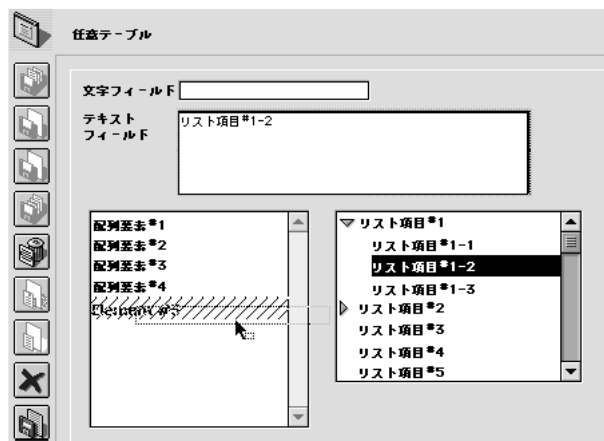 任意テーブル
文字フィールド
テキスト
フィールド
リスト項目#1-2
配列要素#1
配列要素#2
配列要素#3
配列要素#4
Element#5
リスト項目#1
リスト項目#1-1
リスト項目#1-2
リスト項目#1-3
リスト項目#2
リスト項目#3
リスト項目#4
リスト項目#5